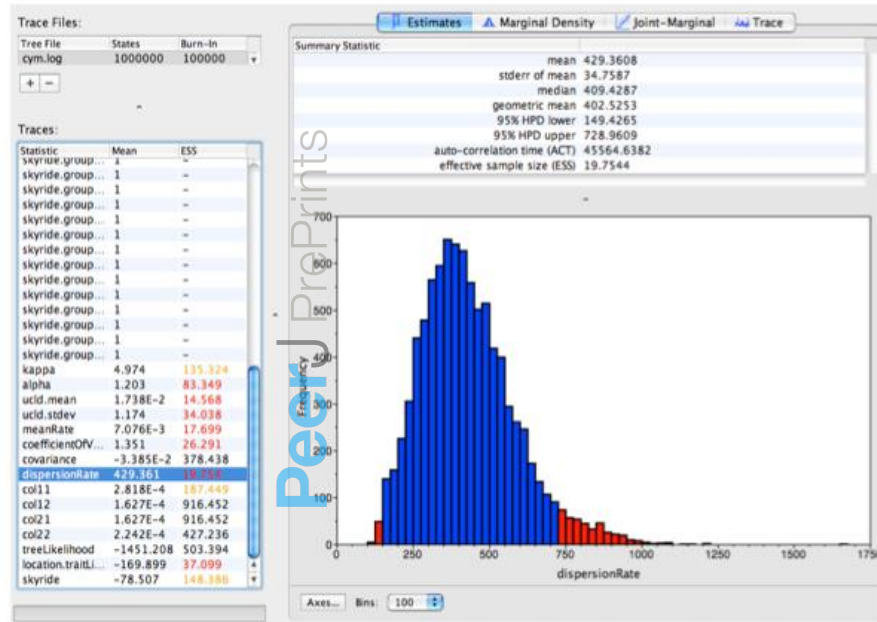 Trace Files:
Tree File States Burn-In
cym.log 1000000 100000
+ -
Traces:
Statistic Mean ESS
skyride.group... 1 -
skyride.group... 1 -
skyride.group... 1 -
skyride.group... 1 -
skyride.group... 1 -
skyride.group... 1 -
skyride.group... 1 -
skyride.group... 1 -
skyride.group... 1 -
skyride.group... 1 -
skyride.group... 1 -
skyride.group... 1 -
skyride.group... 1 -
skyride.group... 1 -
kappa 4.974 135.324
alpha 1.203 83.349
ucld.mean 1.738E-2 14.568
ucld.stdev 1.174 34.038
meanRate 7.076E-3 17.699
coefficientOfV... 1.351 26.291
covariance -3.385E-2 378.438
dispersionRate 429.361 19.754
col11 2.818E-4 187.449
col12 1.627E-4 916.452
col21 1.627E-4 916.452
col22 2.242E-4 427.236
treeLikelihood -1451.208 503.394
location.traitLi... -169.899 37.099
skyride -78.507 148.386
Estimates Marginal Density Joint-Marginal Trace
Summary Statistic
mean 429.3608
stderr of mean 34.7587
median 409.4287
geometric mean 402.5253
95% HPD lower 149.4265
95% HPD upper 728.9609
auto-correlation time (ACT) 45564.6382
effective sample size (ESS) 19.7544
PeerJ PrePrints
Frequency
700
600
500
400
300
200
100
0
0 250 500 750 1000 1250 1500 1750
dispersionRate
Axes... Bins: 100